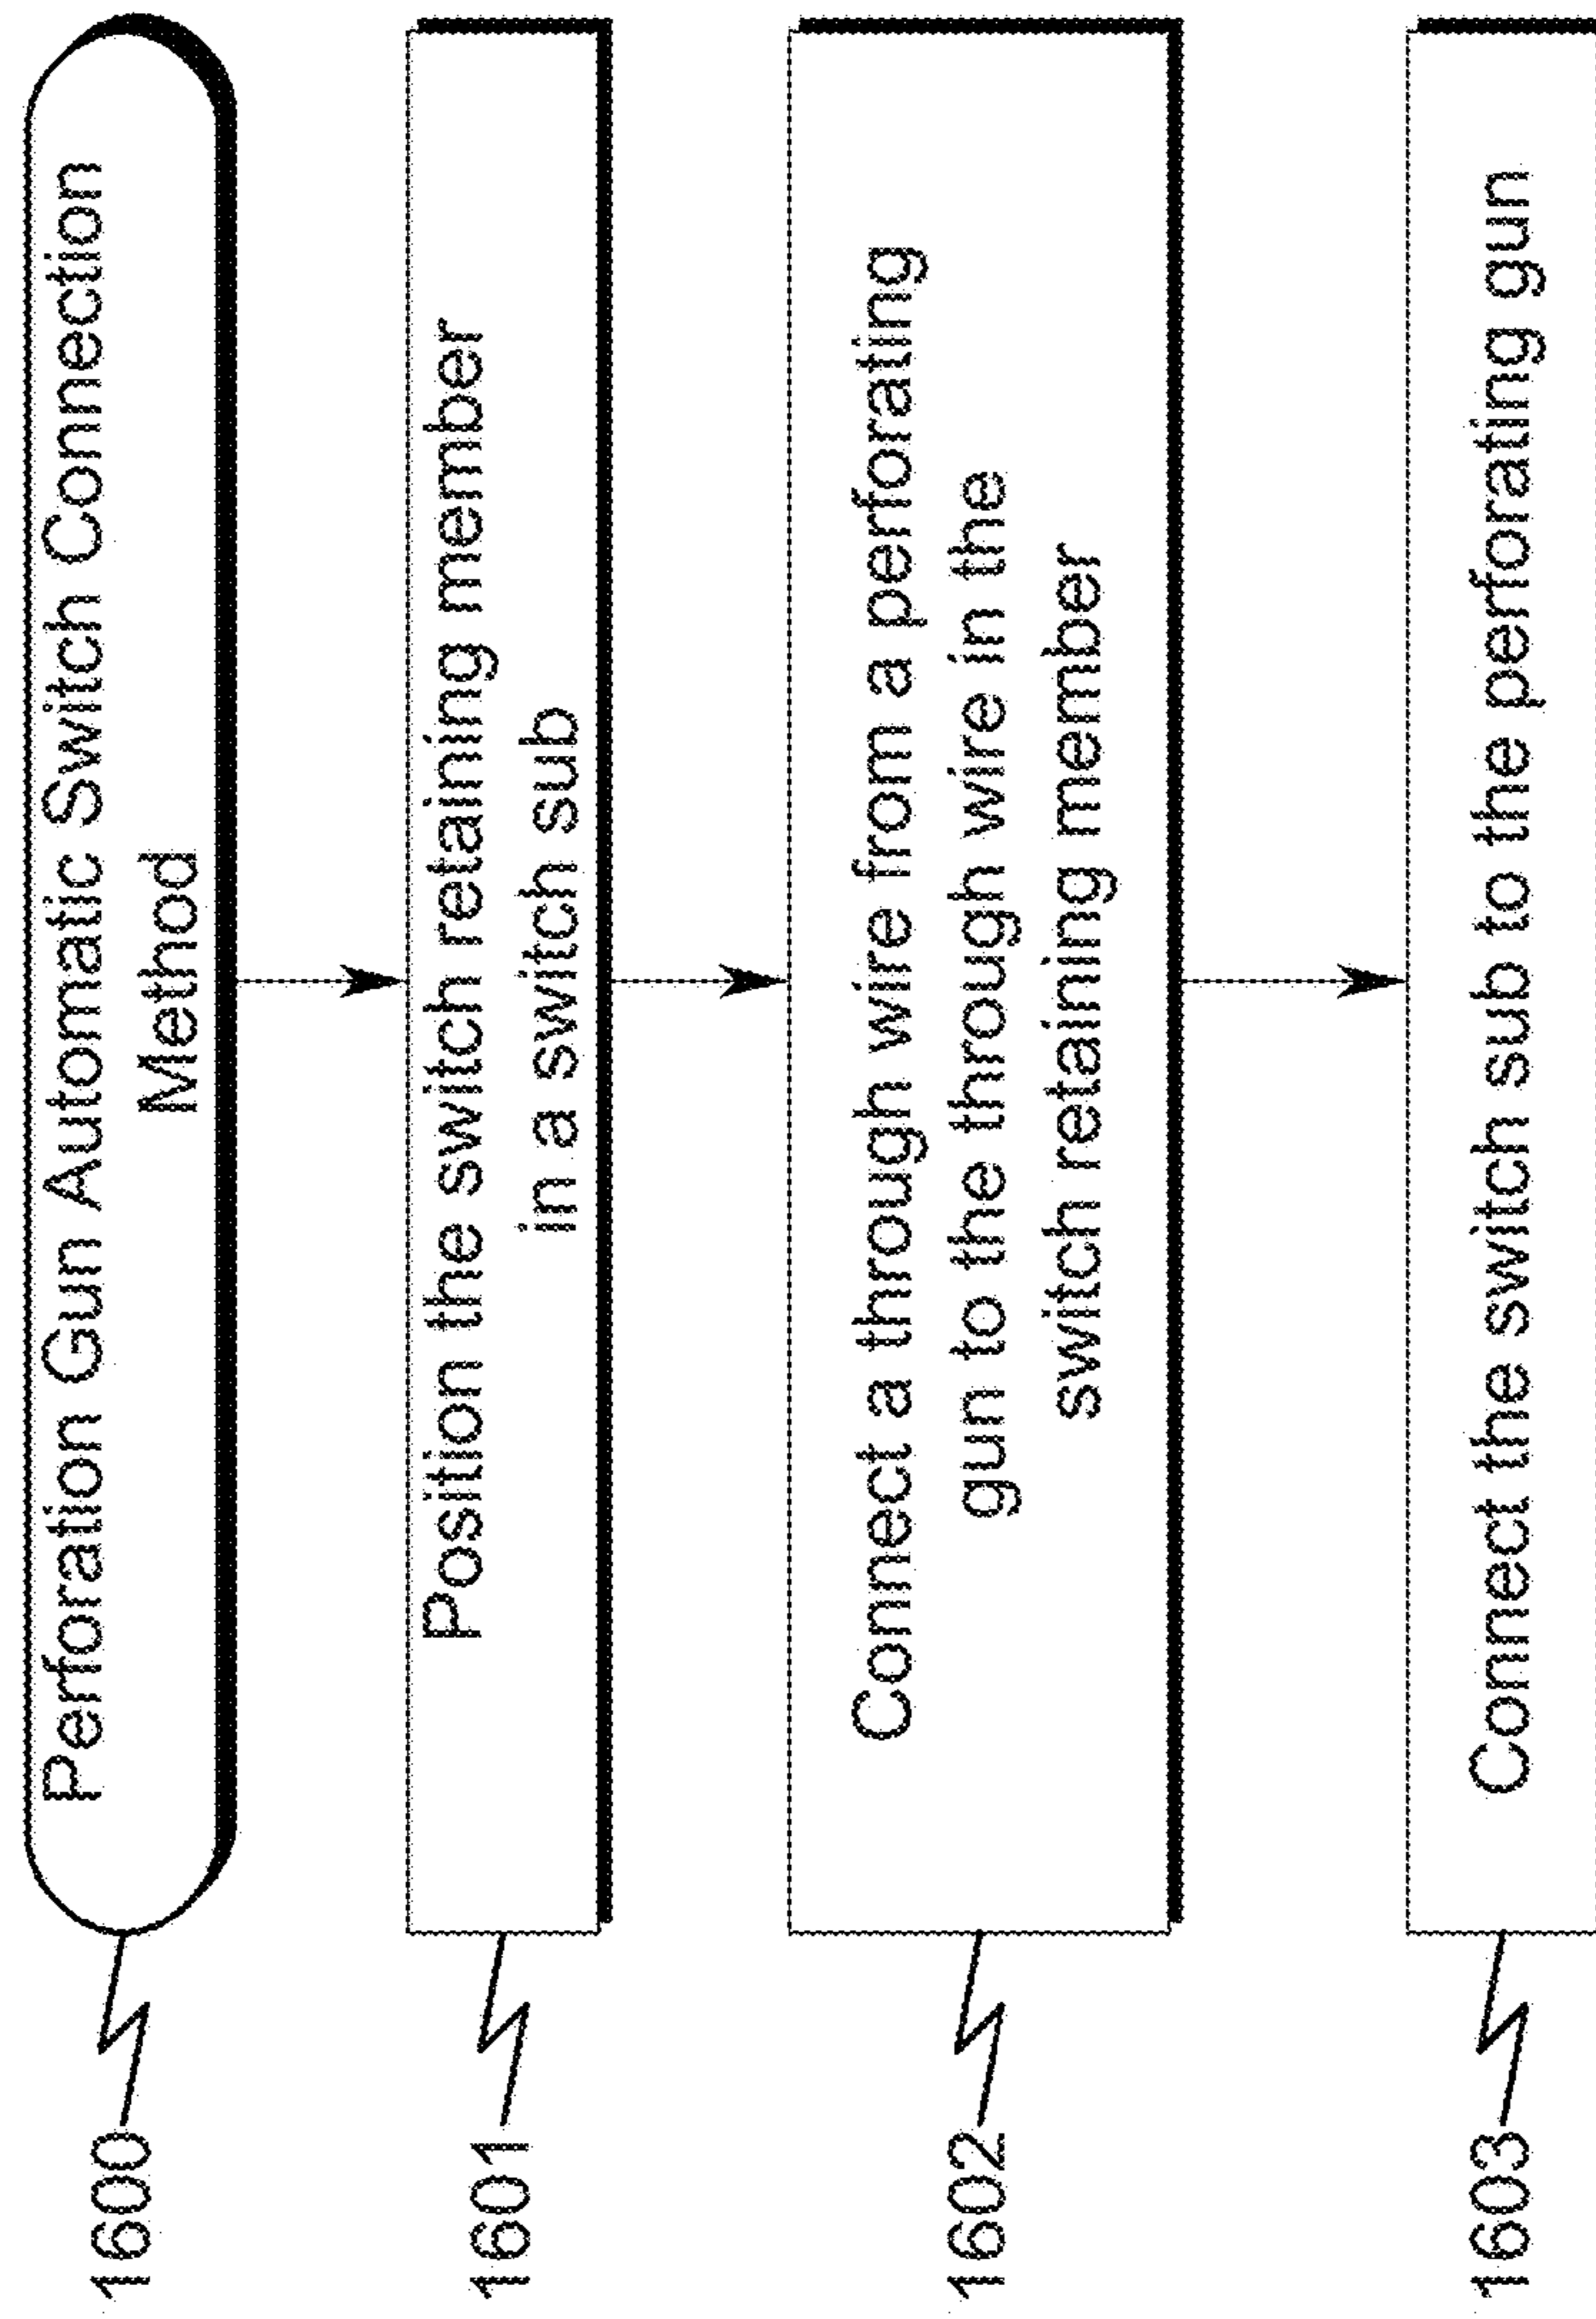 1600
Perforation Gun Automatic Switch Connection
Method
1601
Position the switch retaining member
in a switch sub
1602
Connect a through wire from a perforating
gun to the through wire in the
switch retaining member
1603
Connect the switch sub to the perforating gun